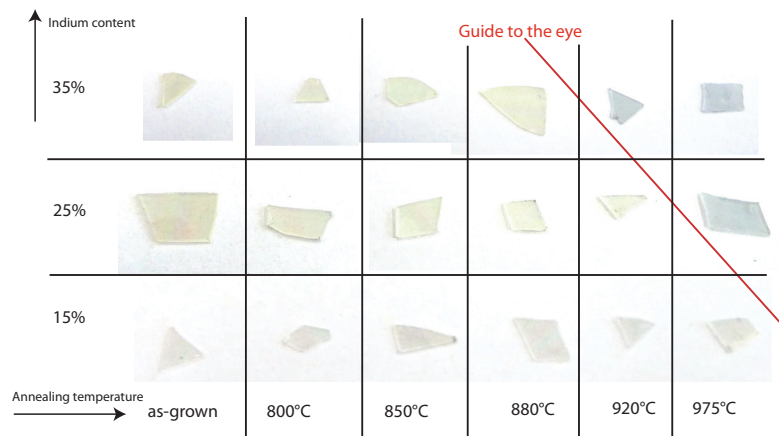 Indium content
Guide to the eye
35%
25%
15%
Annealing temperature
as-grown
800°C
850°C
880°C
920°C
975°C